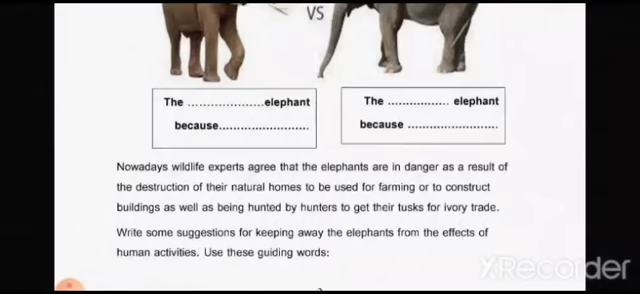 VS
The ....................elephant
because..........................
The ................. elephant
because ..........................
Nowadays wildlife experts agree that the elephants are in danger as a result of
the destruction of their natural homes to be used for farming or to construct
buildings as well as being hunted by hunters to get their tusks for ivory trade.
Write some suggestions for keeping away the elephants from the effects of
human activities. Use these guiding words:
XRecorder